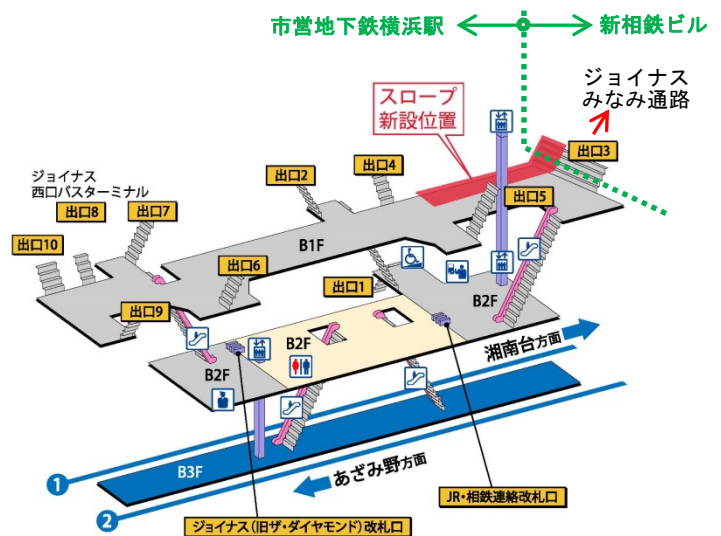 市営地下鉄横浜駅
新相鉄ビル
ジョイナス
みなみ通路
スロープ
新設位置
出口3
出口4
出口2
出口5
ジョイナス
西口バスターミナル
出口8
出口7
出口10
B1F
出口6
出口1
出口9
B2F
B2F
B2F
湘南台方面
B3F
あざみ野方面
1
2
JR・相鉄連絡改札口
ジョイナス(旧ザ・ダイヤモンド)改札口